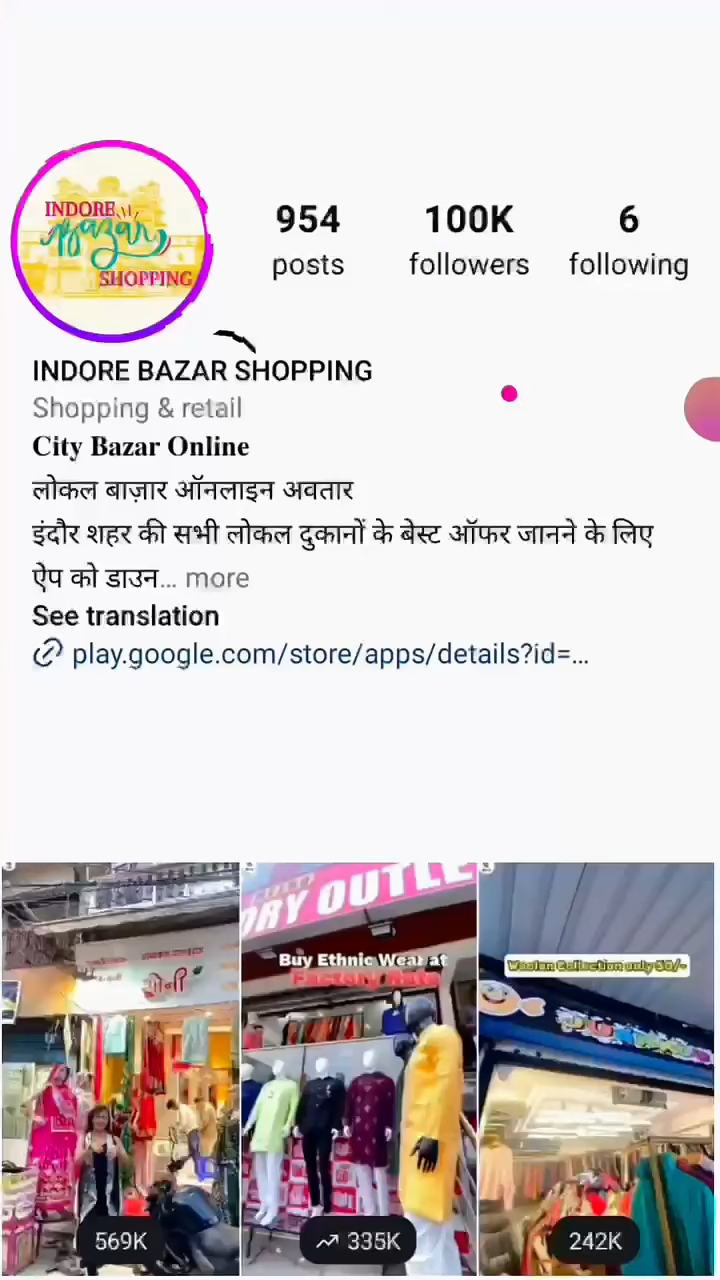 INDORE
Bazar
SHOPPING
954
posts
100K
followers
6
following
INDORE BAZAR SHOPPING
Shopping & retail
City Bazar Online
लोकल बाज़ार ऑनलाइन अवतार
इंदौर शहर की सभी लोकल दुकानों के बेस्ट ऑफर जानने के लिए
ऐप को डाउन... more
See translation
play.google.com/store/apps/details?id=...
Buy Ethnic Wear at
Factory Rate
Woolen Collection only 50/-
569K
335K
242K